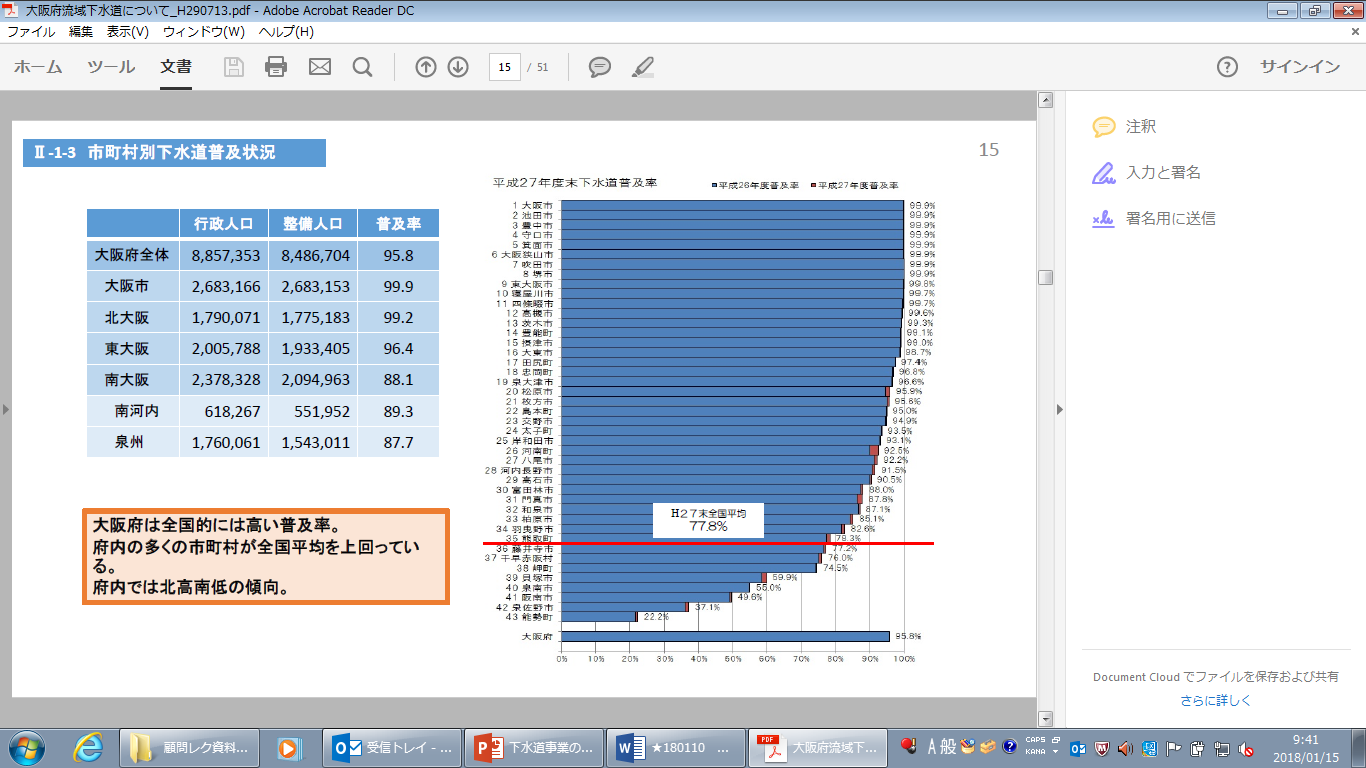 大阪府流域下水道について_H290713.pdf - Adobe Acrobat Reader DC
ファイル 編集 表示(V) ウィンドウ(W) ヘルプ(H)
ホーム ツール 文書 15 / 51 サインイン
注釈
入力と署名
署名用に送信
Document Cloud でファイルを保存および共有
さらに詳しく
Ⅱ-1-3 市町村別下水道普及状況
15
行政人口 整備人口 普及率
大阪府全体 8,857,353 8,486,704 95.8
大阪市 2,683,166 2,683,153 99.9
北大阪 1,790,071 1,775,183 99.2
東大阪 2,005,788 1,933,405 96.4
南大阪 2,378,328 2,094,963 88.1
南河内 618,267 551,952 89.3
泉州 1,760,061 1,543,011 87.7
大阪府は全国的には高い普及率。
府内の多くの市町村が全国平均を上回ってい
る。
府内では北高南低の傾向。
平成27年度末下水道普及率
平成26年度普及率 平成27年度普及率
1 大阪市 99.9%
2 池田市 99.9%
3 豊中市 99.9%
4 守口市 99.9%
5 箕面市 99.9%
6 大阪狭山市 99.9%
7 吹田市 99.9%
8 堺市 99.9%
9 東大阪市 99.8%
10 寝屋川市 99.7%
11 四條畷市 99.7%
12 高槻市 99.6%
13 茨木市 99.3%
14 豊能町 99.1%
15 摂津市 99.0%
16 大東市 98.7%
17 田尻町 97.4%
18 忠岡町 96.8%
19 泉大津市 96.6%
20 松原市 95.9%
21 枚方市 95.6%
22 島本町 95.0%
23 交野市 94.9%
24 太子町 93.5%
25 岸和田市 93.1%
26 河南町 92.5%
27 八尾市 92.2%
28 河内長野市 91.5%
29 高石市 90.5%
30 富田林市 88.0%
31 門真市 87.8%
32 和泉市 87.1%
33 柏原市 85.1%
34 羽曳野市 82.6%
35 熊取町 78.3%
36 藤井寺市 77.2%
37 千早赤阪村 76.0%
38 岬町 74.5%
39 貝塚市 59.9%
40 泉南市 55.0%
41 阪南市 49.6%
42 泉佐野市 37.1%
43 能勢町 22.2%
大阪府 95.8%
H27末全国平均
77.8%
0% 10% 20% 30% 40% 50% 60% 70% 80% 90% 100%
顧問レク資料... 受信トレイ - ... 下水道事業の... ★180110 ... 大阪府流域下...
A 般 CAPS KANA
9:41
2018/01/15